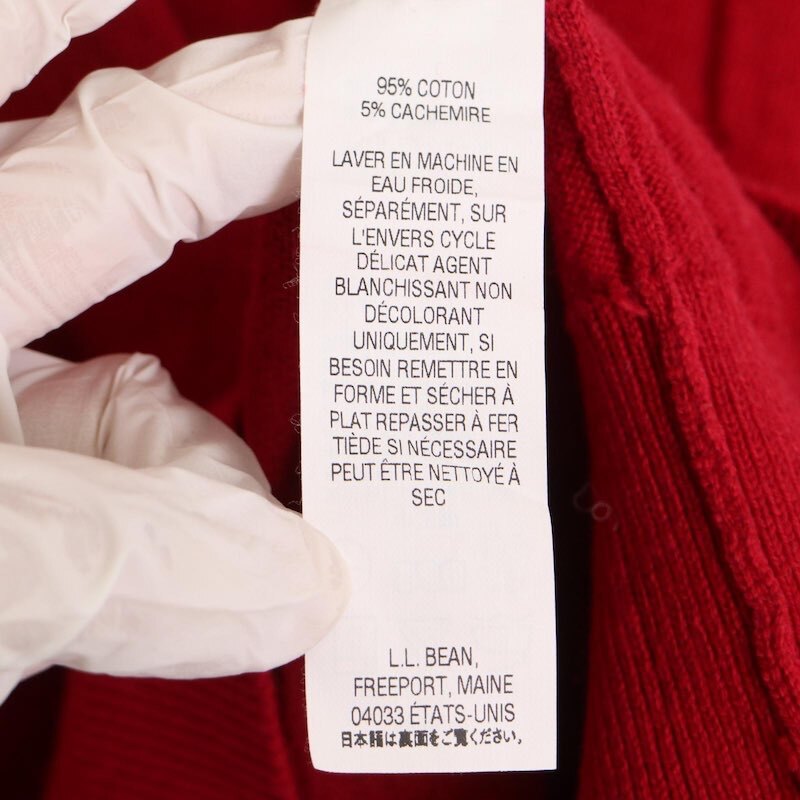 95% COTON
5% CACHEMIRE
LAVER EN MACHINE EN
EAU FROIDE,
SÉPARÉMENT, SUR
L'ENVERS CYCLE
DÉLICAT AGENT
BLANCHISSANT NON
DÉCOLORANT
UNIQUEMENT, SI
BESOIN REMETTRE EN
FORME ET SÉCHER À
PLAT REPASSER À FER
TIÈDE SI NÉCESSAIRE
PEUT ÊTRE NETTOYÉ À
SEC
L.L. BEAN,
FREEPORT, MAINE
04033 ÉTATS-UNIS
日本語は裏面をご覧ください。